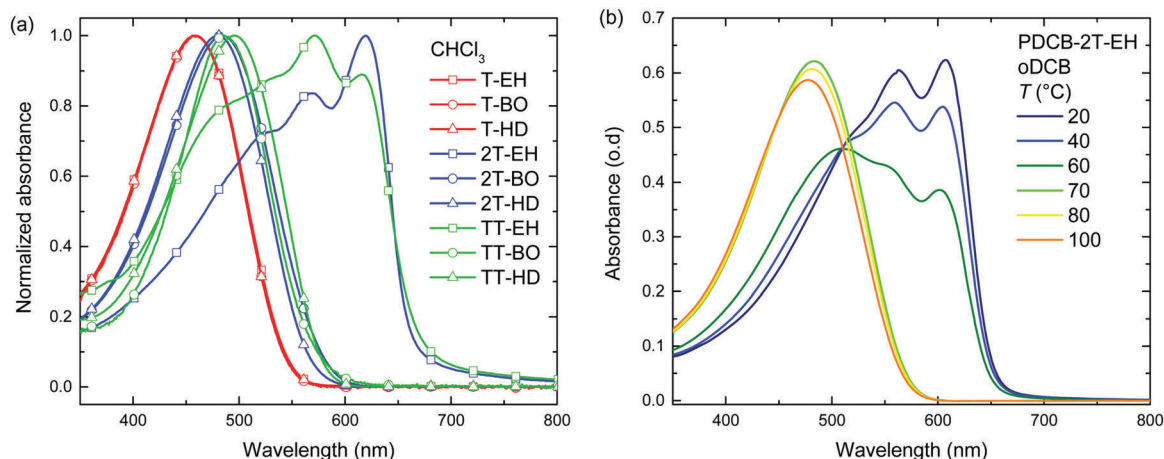 (a)
CHCl3
T-EH
T-BO
T-HD
2T-EH
2T-BO
2T-HD
TT-EH
TT-BO
TT-HD
Normalized absorbance
1.0
0.8
0.6
0.4
0.2
0.0
400
500
600
700
800
Wavelength (nm)
(b)
PDCB-2T-EH
oDCB
T (°C)
20
40
60
70
80
100
Absorbance (o.d)
0.7
0.6
0.5
0.4
0.3
0.2
0.1
0.0
400
500
600
700
800
Wavelength (nm)